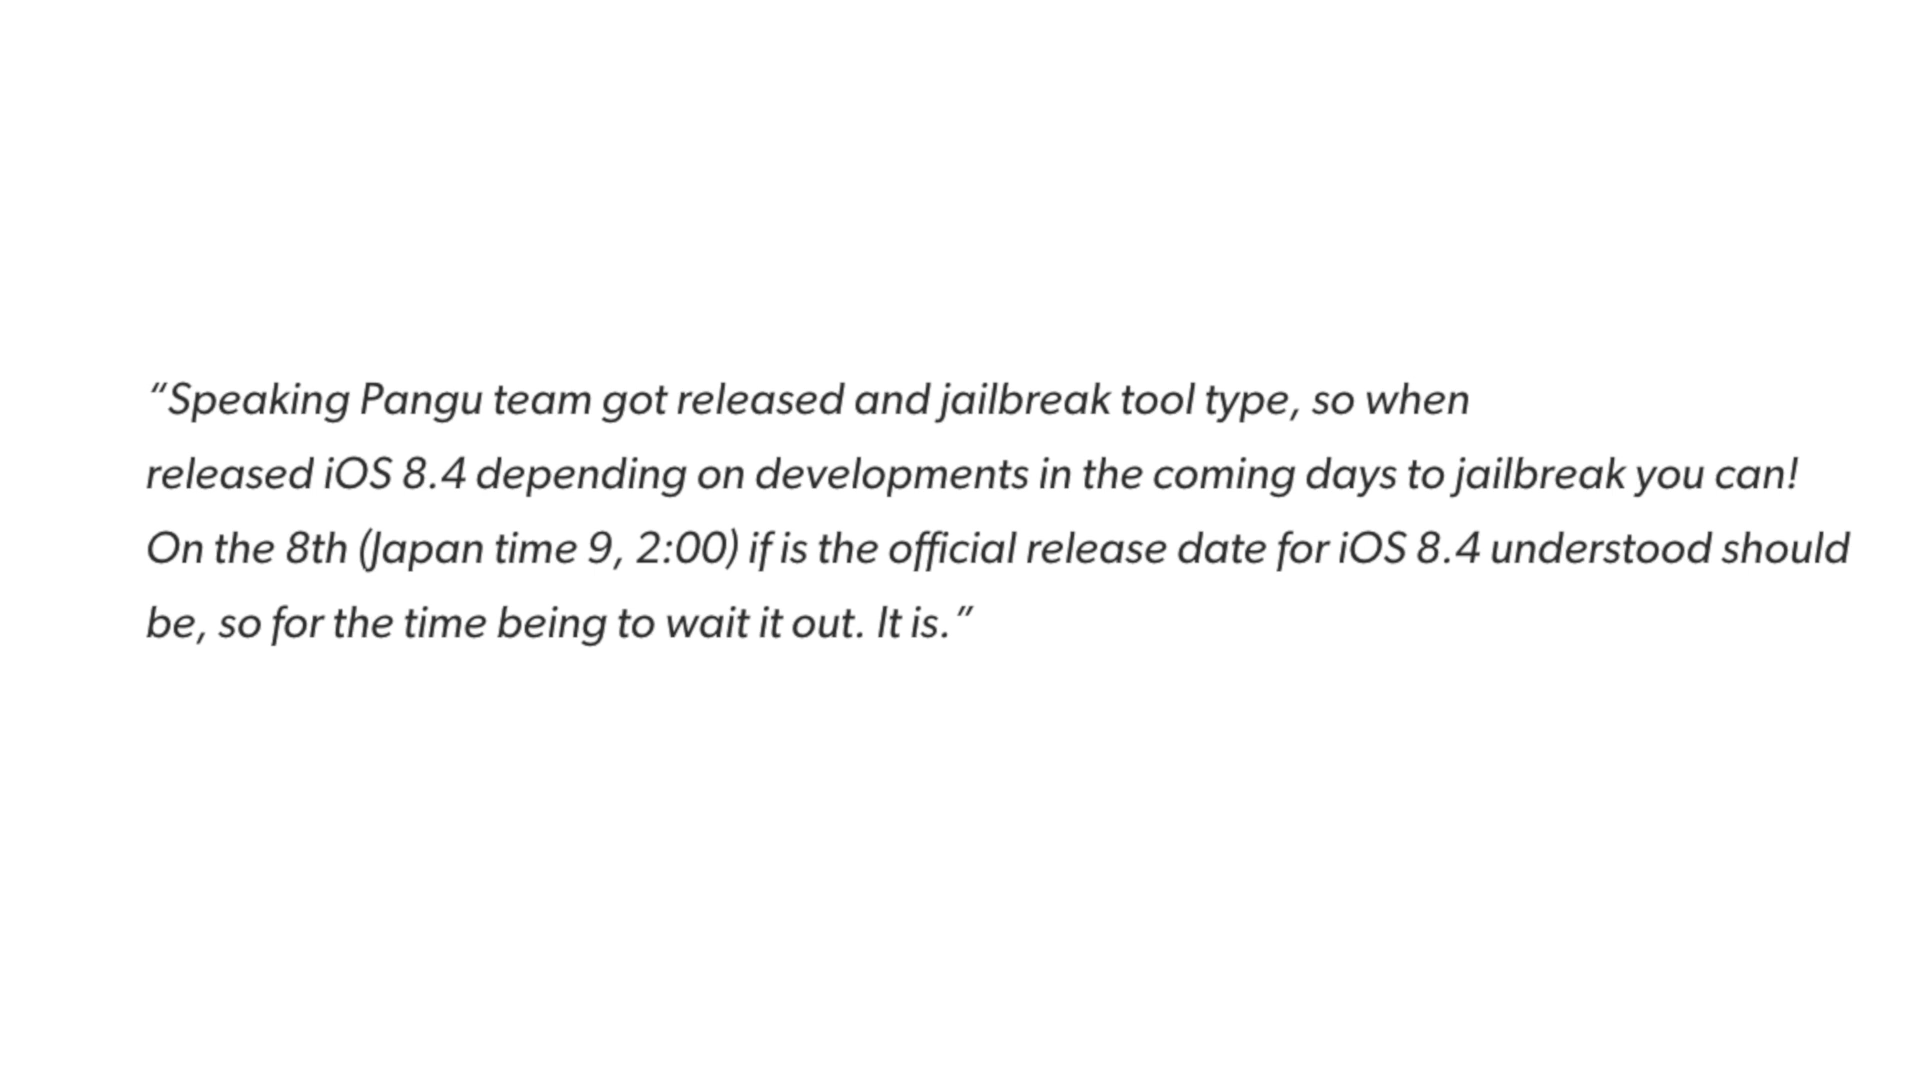 “Speaking Pangu team got released and jailbreak tool type, so when
released iOS 8.4 depending on developments in the coming days to jailbreak you can!
On the 8th (Japan time 9, 2:00) if is the official release date for iOS 8.4 understood should
be, so for the time being to wait it out. It is.”